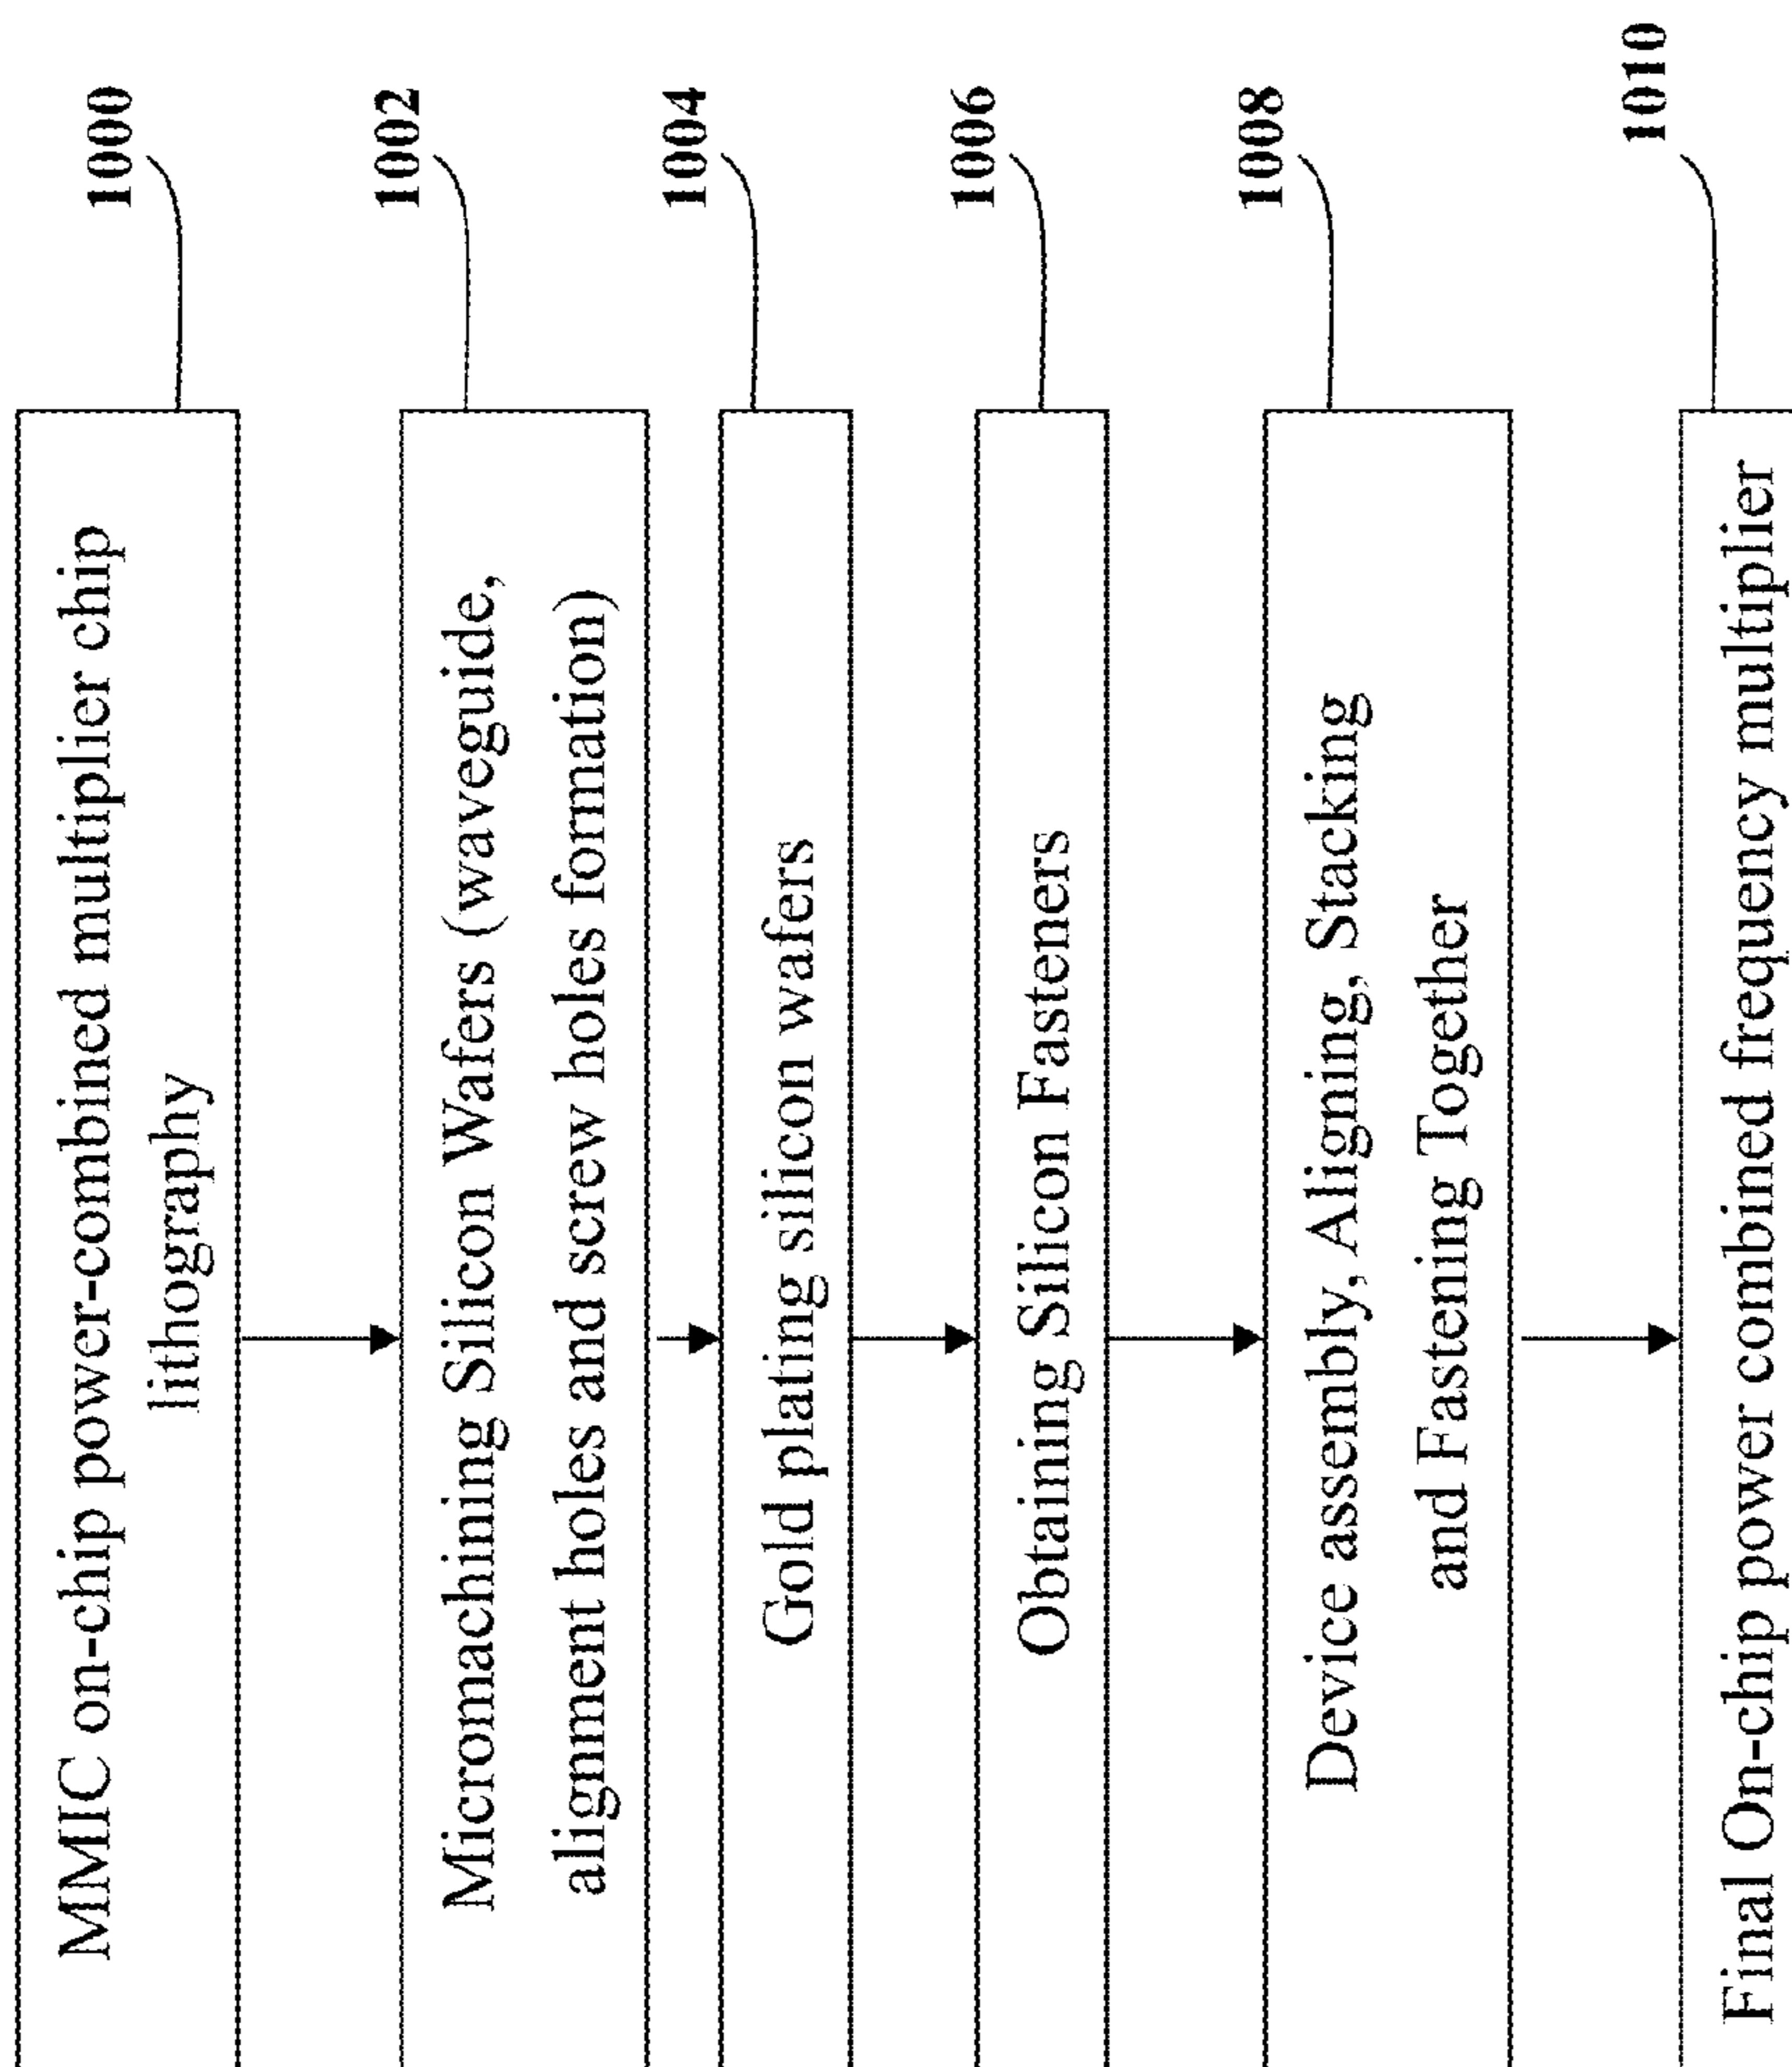 1000
MMIC on-chip power-combined multiplier chip
lithography
1002
Micromachining Silicon Wafers (waveguide,
alignment holes and screw holes formation)
1004
Gold plating silicon wafers
1006
Obtaining Silicon Fasteners
1008
Device assembly, Aligning, Stacking
and Fastening Together
1010
Final On-chip power combined frequency multiplier